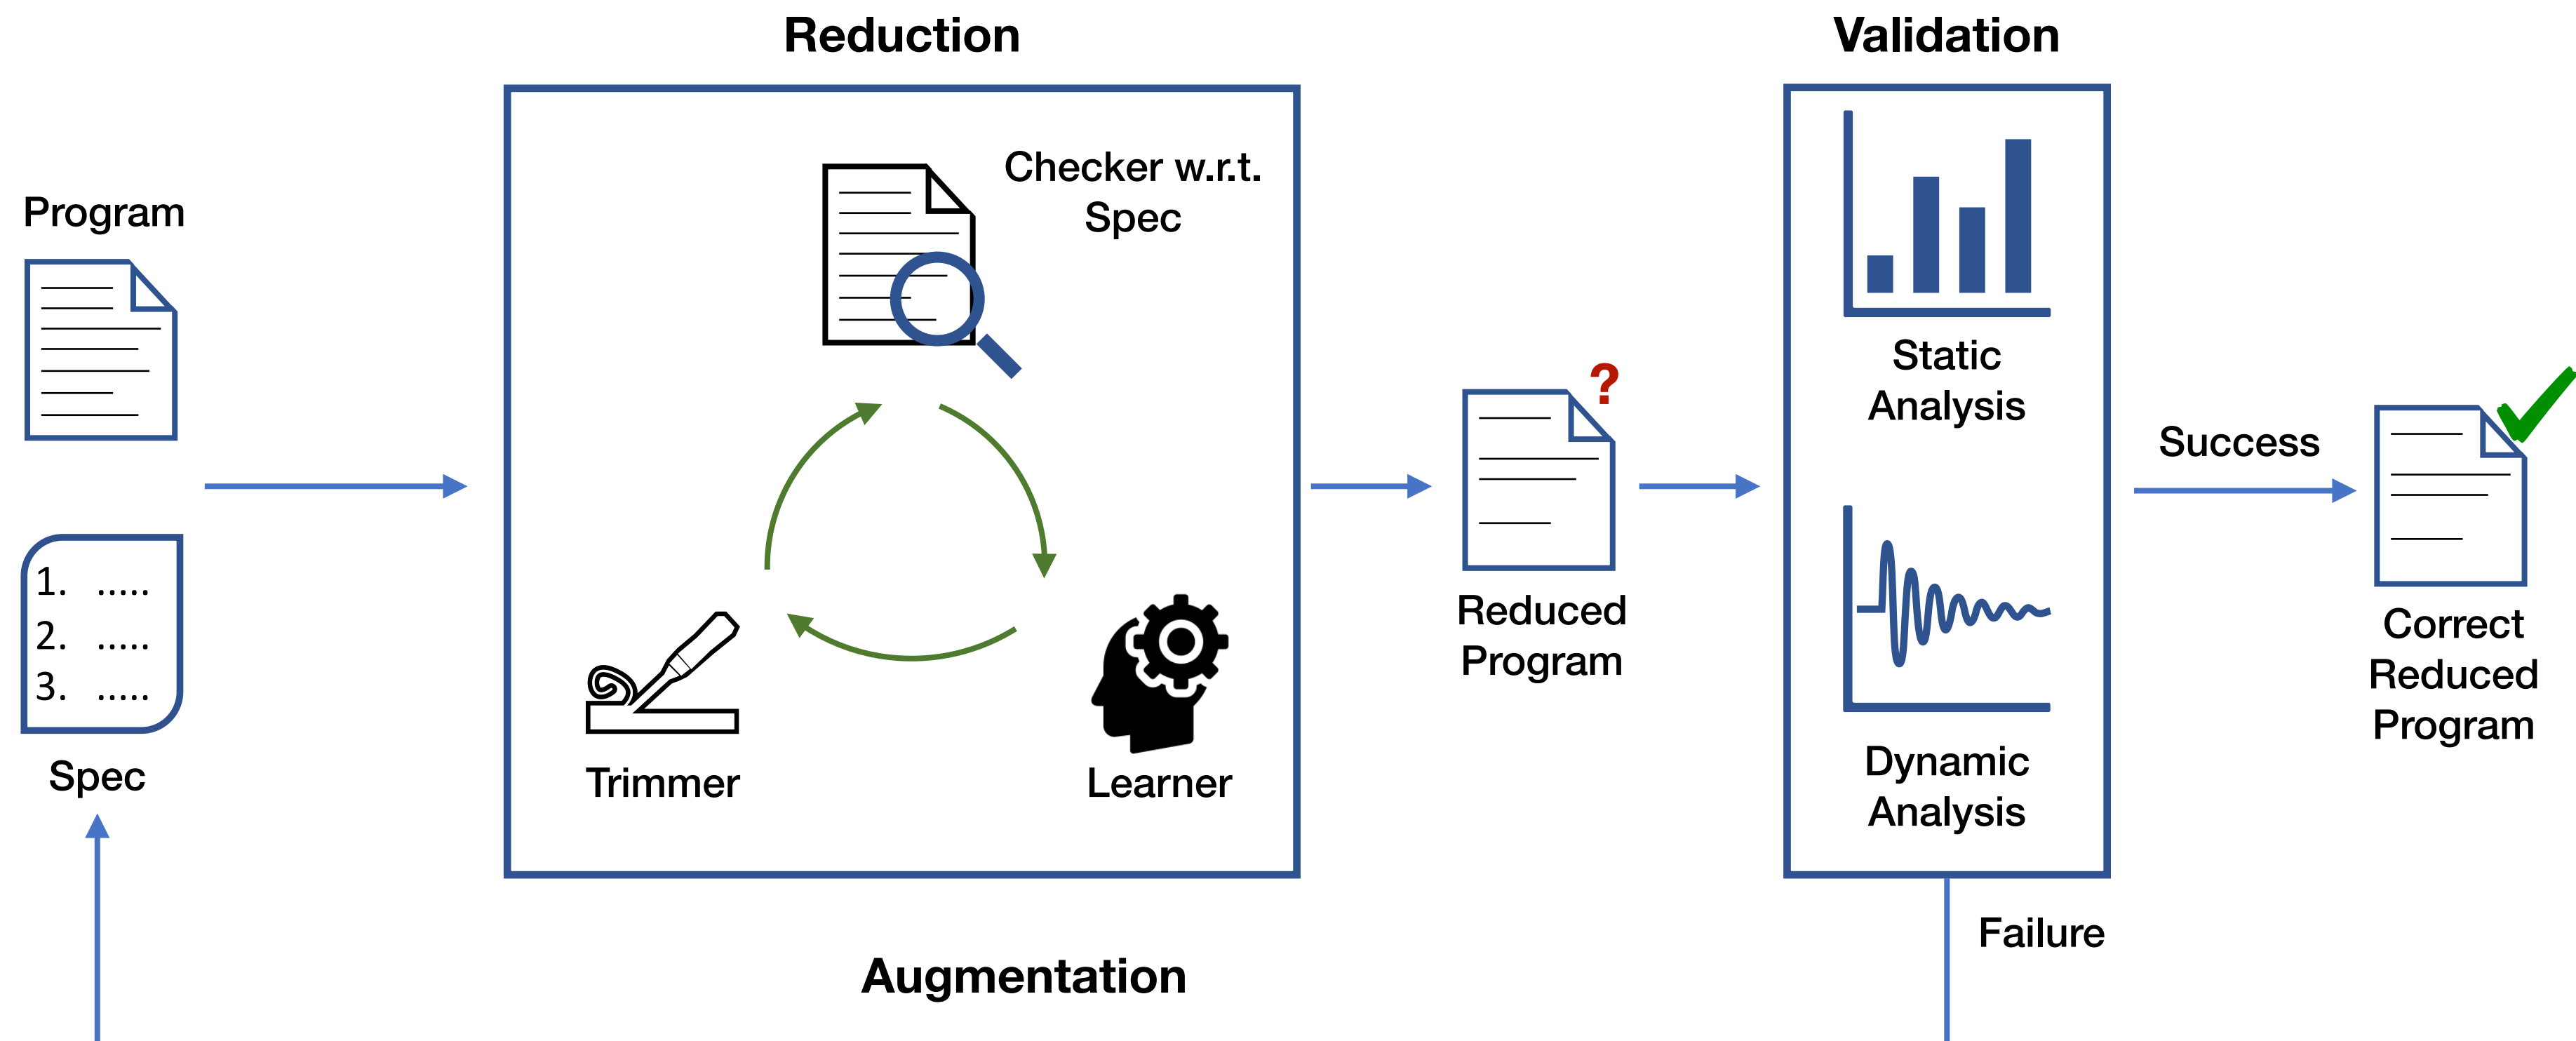 Reduction
Validation
Program
Checker w.r.t.
Spec
1. .....
2. .....
3. .....
Spec
Trimmer
Learner
?
Reduced
Program
Static
Analysis
Dynamic
Analysis
Success
Correct
Reduced
Program
Failure
Augmentation